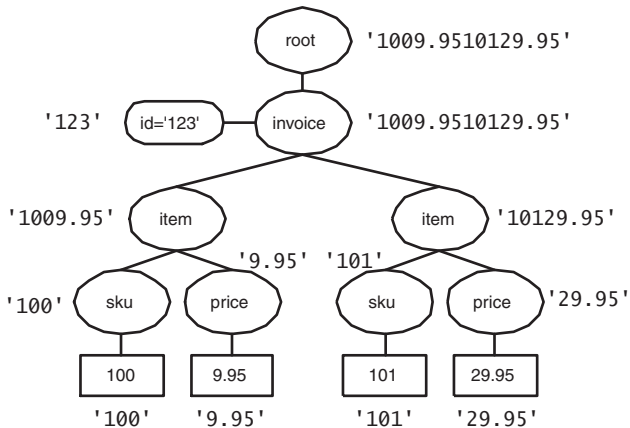 root '1009.9510129.95'
'123' id='123' invoice '1009.9510129.95'
'1009.95' item item '10129.95'
'9.95' '101'
'100' sku price sku price '29.95'
100 9.95 101 29.95
'100' '9.95' '101' '29.95'